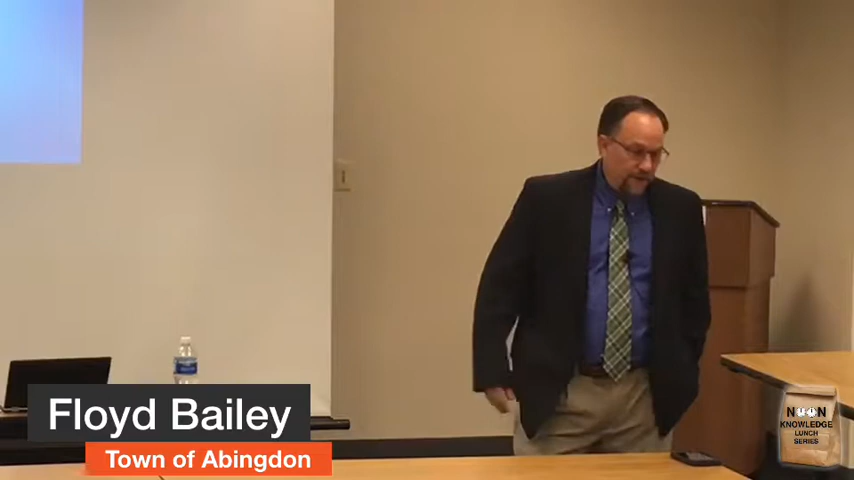 Floyd Bailey
Town of Abingdon
NOON
KNOWLEDGE
LUNCH
SERIES